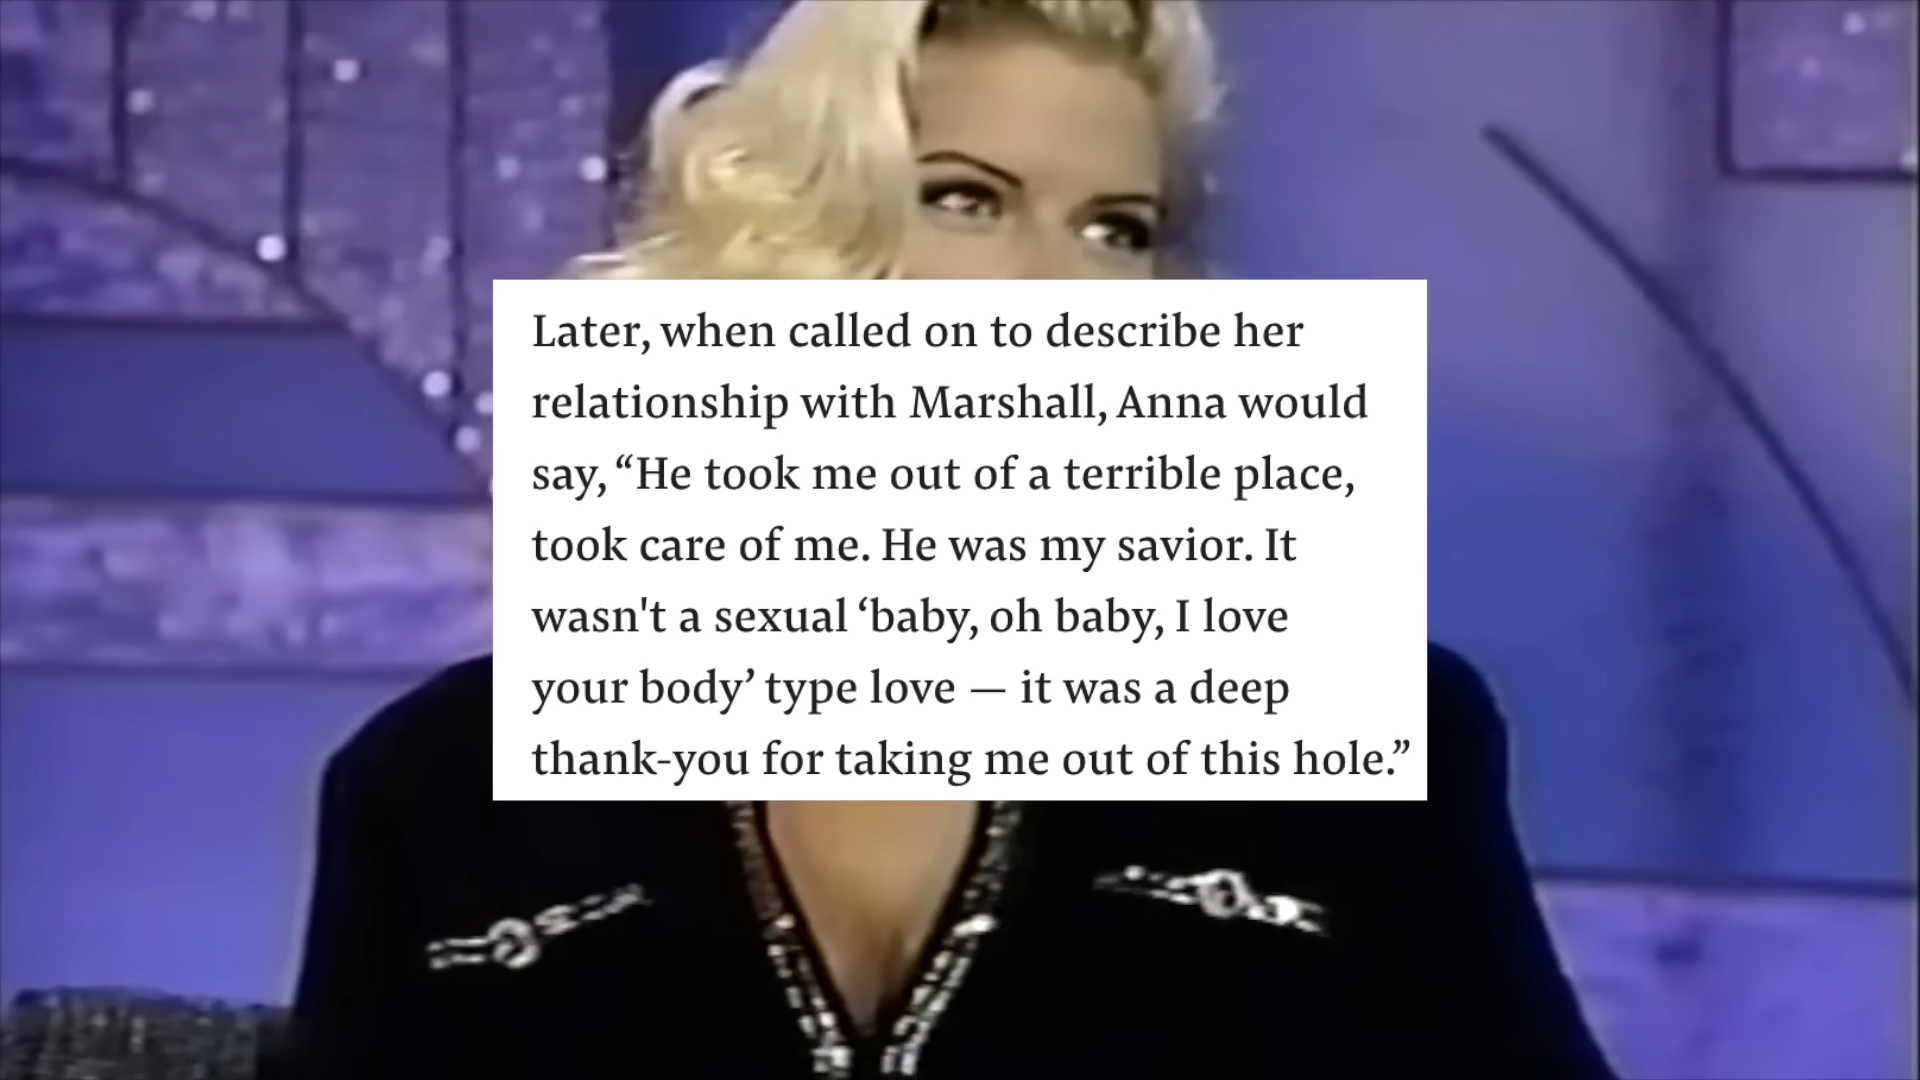 Later, when called on to describe her
relationship with Marshall, Anna would
say, “He took me out of a terrible place,
took care of me. He was my savior. It
wasn't a sexual ‘baby, oh baby, I love
your body’ type love — it was a deep
thank-you for taking me out of this hole.”